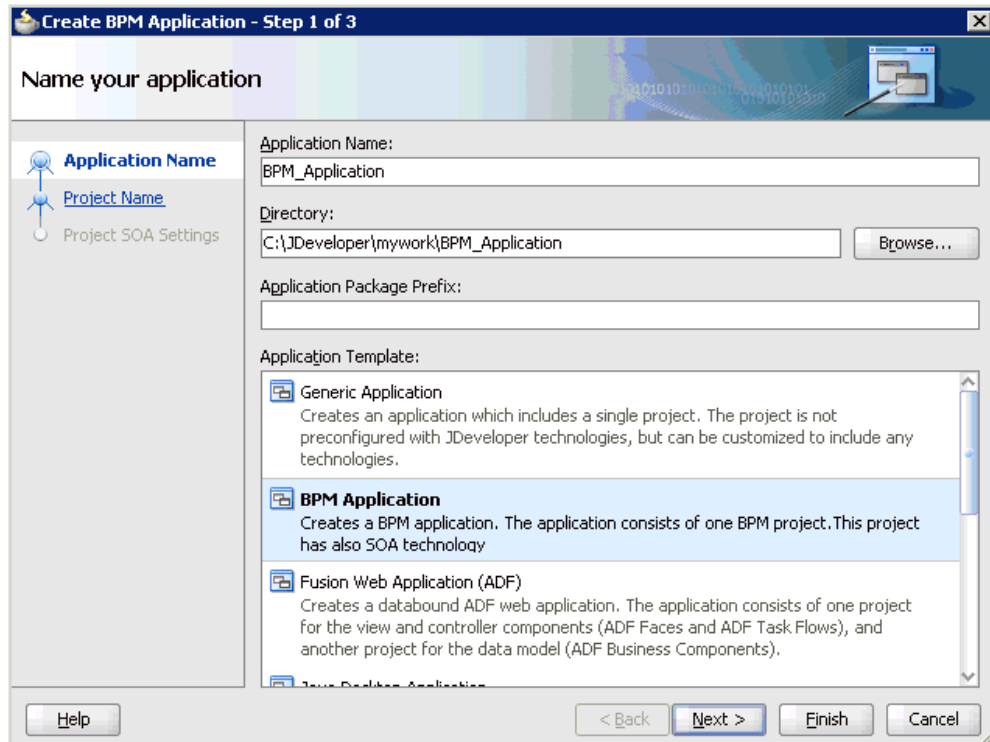 Create BPM Application - Step 1 of 3
Name your application
Application Name
Project Name
Project SOA Settings
Application Name:
BPM_Application
Directory:
C:\JDeveloper\mywork\BPM_Application
Browse...
Application Package Prefix:
Application Template:
Generic Application
Creates an application which includes a single project. The project is not
preconfigured with JDeveloper technologies, but can be customized to include any
technologies.
BPM Application
Creates a BPM application. The application consists of one BPM project.This project
has also SOA technology
Fusion Web Application (ADF)
Creates a databound ADF web application. The application consists of one project
for the view and controller components (ADF Faces and ADF Task Flows), and
another project for the data model (ADF Business Components).
Java Desktop Application
Help
< Back
Next >
Finish
Cancel